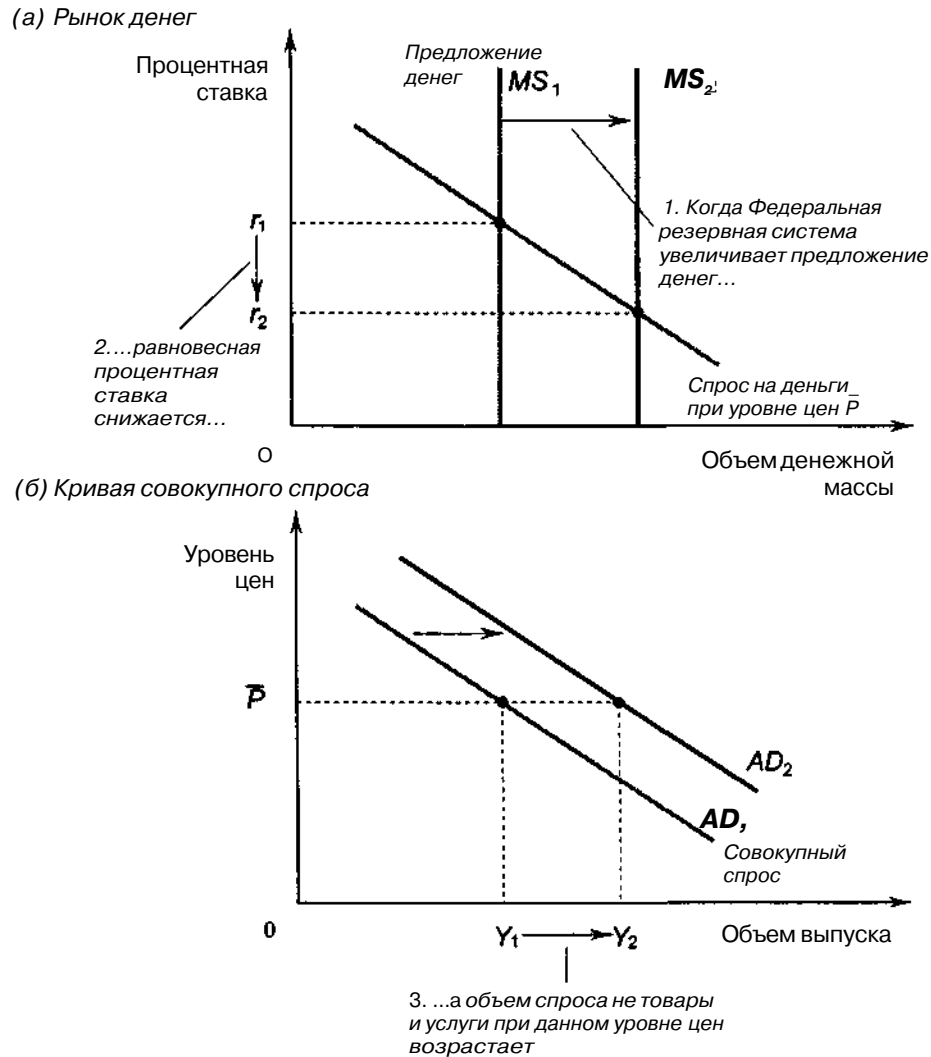 (а) Рынок денег
Процентная
ставка
Предложение
денег
MS₁
MS₂
r₁
r₂
1. Когда Федеральная
резервная система
увеличивает предложение
денег...
2. ...равновесная
процентная
ставка
снижается...
Спрос на деньги
при уровне цен P̅
О
Объем денежной
массы
(б) Кривая совокупного спроса
Уровень
цен
P̅
AD₂
AD,
Совокупный
спрос
0
Y₁
Y₂
Объем выпуска
3. ...а объем спроса не товары
и услуги при данном уровне цен
возрастает